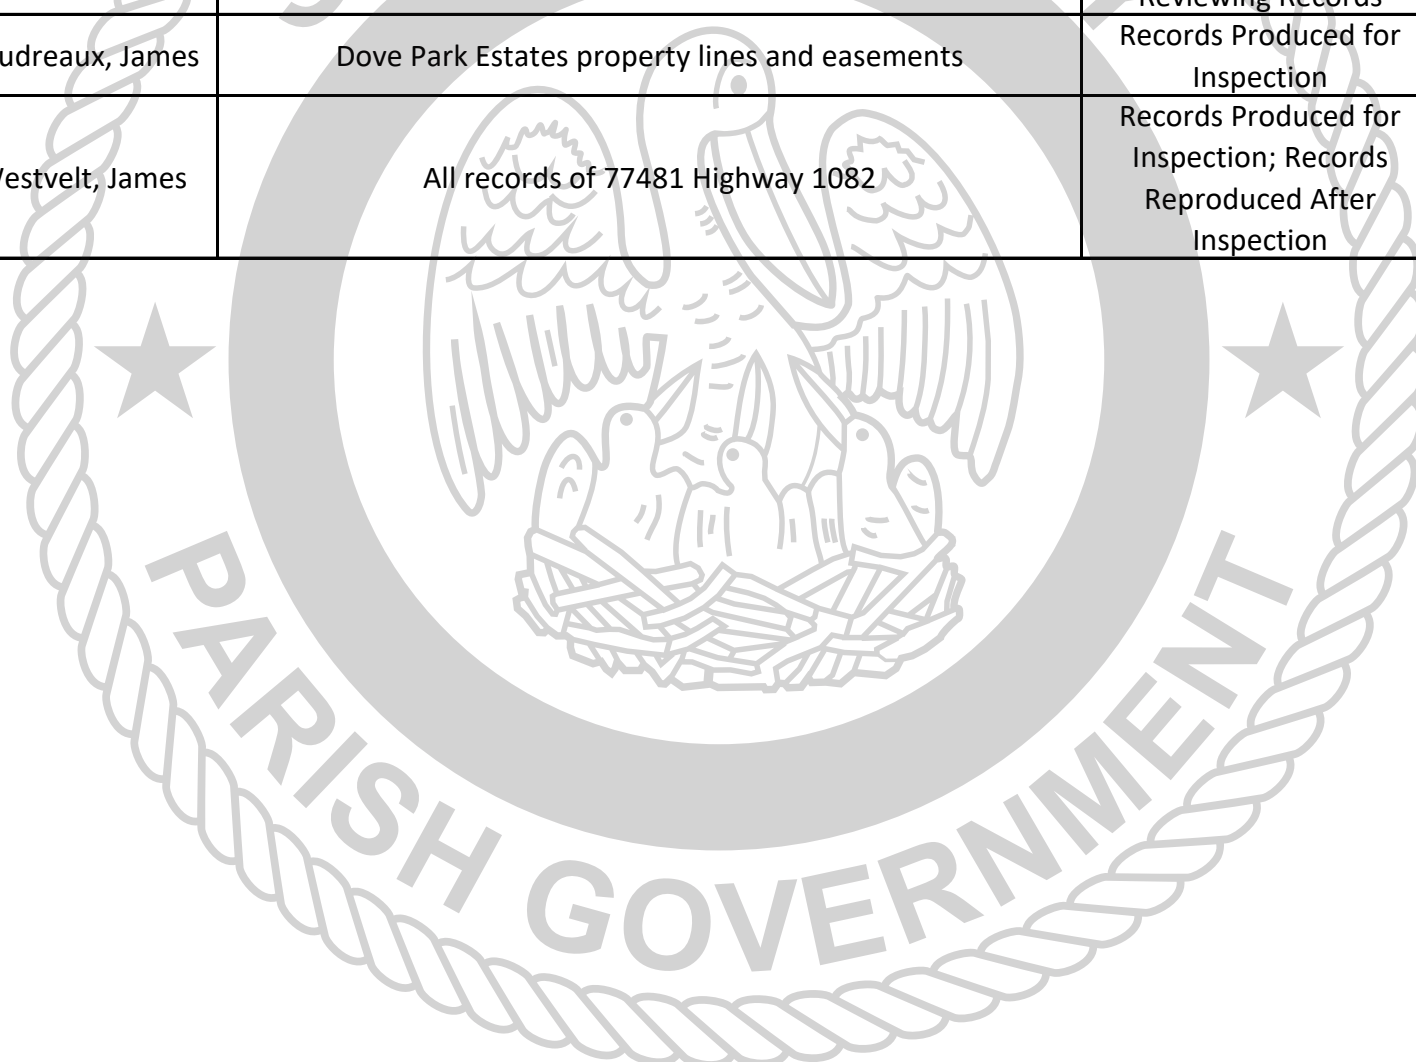 Reviewing Records
udreaux, James
Dove Park Estates property lines and easements
Records Produced for
Inspection
estvelt, James
All records of 77481 Highway 1082
Records Produced for
Inspection; Records
Reproduced After
Inspection
PARISH GOVERNMENT